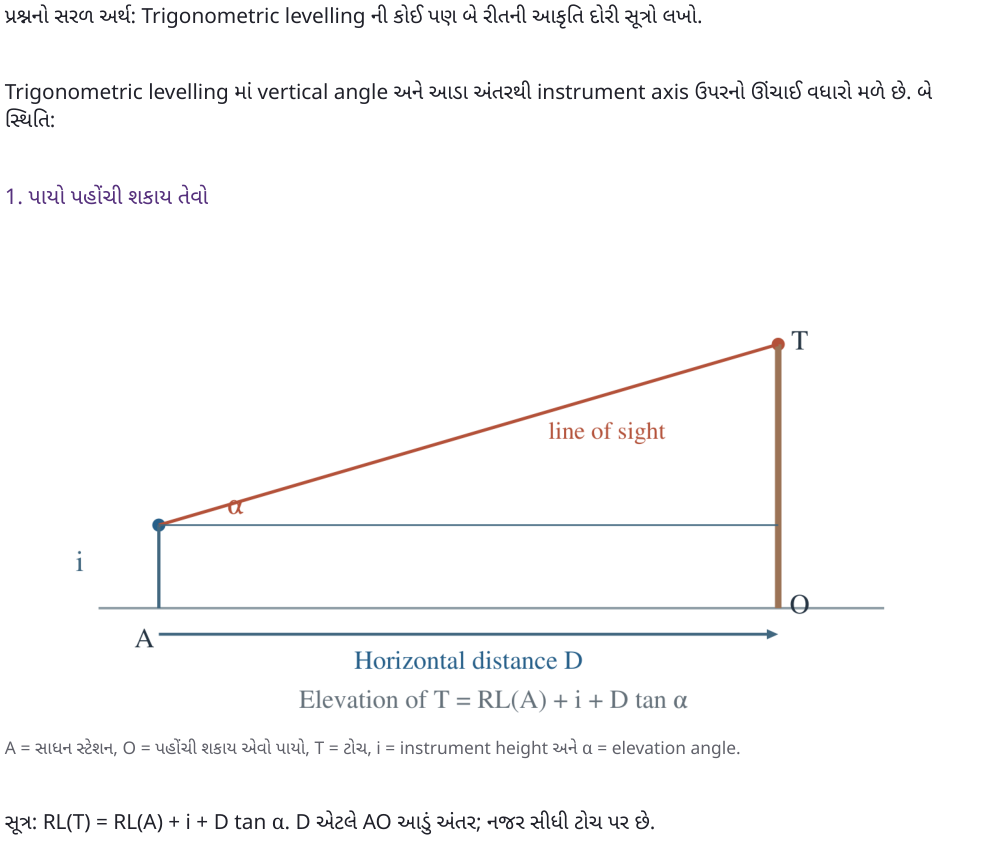 પ્રશ્નનો સરળ અર્થ: Trigonometric levelling ની કોઈ પણ બે રીતની આકૃતિ દોરી સૂત્રો લખો.
Trigonometric levelling માં vertical angle અને આડા અંતરથી instrument axis ઉપરનો ઊંચાઈ વધારો મળે છે. બે
સ્થિતિ:
1. પાયો પહોંચી શકાય તેવો
T
line of sight
α
i
O
A
Horizontal distance D
Elevation of T = RL(A) + i + D tan α
A = સાધન સ્ટેશન, O = પહોંચી શકાય એવો પાયો, T = ટોચ, i = instrument height અને α = elevation angle.
સૂત્ર: RL(T) = RL(A) + i + D tan α. D એટલે AO આડું અંતર; નજર સીધી ટોચ પર છે.